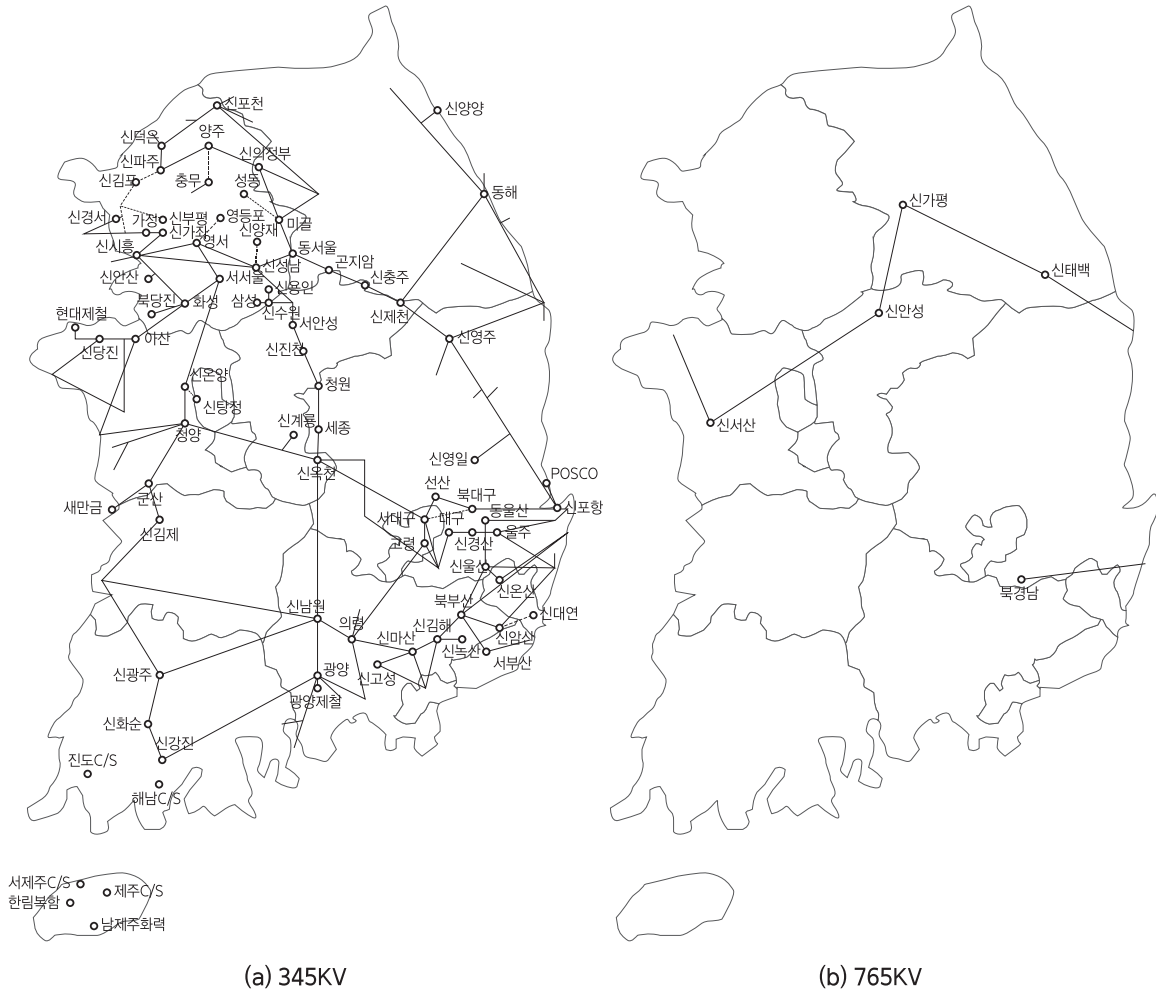 신포천
신양양
신덕은
양주
신파주
신의정부
신김포
충무
성동
동해
신경서
가정
신부평
영등포
미금
신가좌
신양재
신시흥
영서
동서울
신안산
서서울
신성남
곤지암
신충주
신용인
북당진
화성
삼성
신수원
신제천
현대제철
서안성
신당진
아산
신진천
신영주
신온양
청원
신탕정
신계룡
세종
청양
신옥천
신영일
POSCO
선산
북대구
새만금
군산
신포항
서대구
대구
동울산
신김제
고령
신경산
울주
신울산
신온산
신남원
북부산
신대연
의령
신마산
신김해
신녹산
신암산
서부산
신광주
광양
신고성
광양제철
신화순
신강진
진도C/S
해남C/S
서제주C/S
제주C/S
한림복합
남제주화력
(a) 345KV
신가평
신태백
신안성
신서산
북경남
(b) 765KV